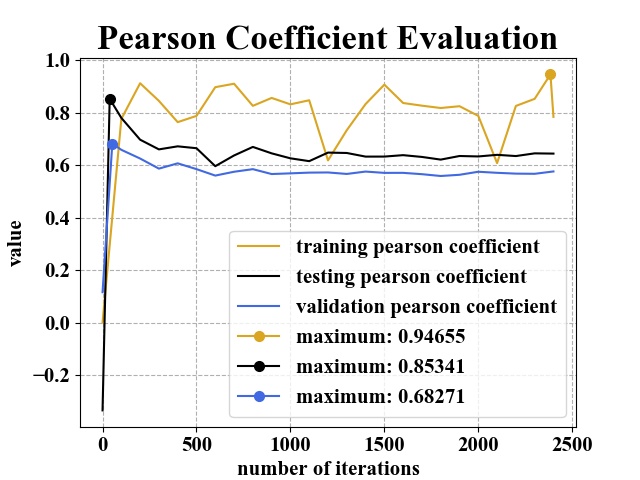 Pearson Coefficient Evaluation
1.0
0.8
0.6
0.4
0.2
0.0
−0.2
value
training pearson coefficient
testing pearson coefficient
validation pearson coefficient
maximum: 0.94655
maximum: 0.85341
maximum: 0.68271
0 500 1000 1500 2000 2500
number of iterations